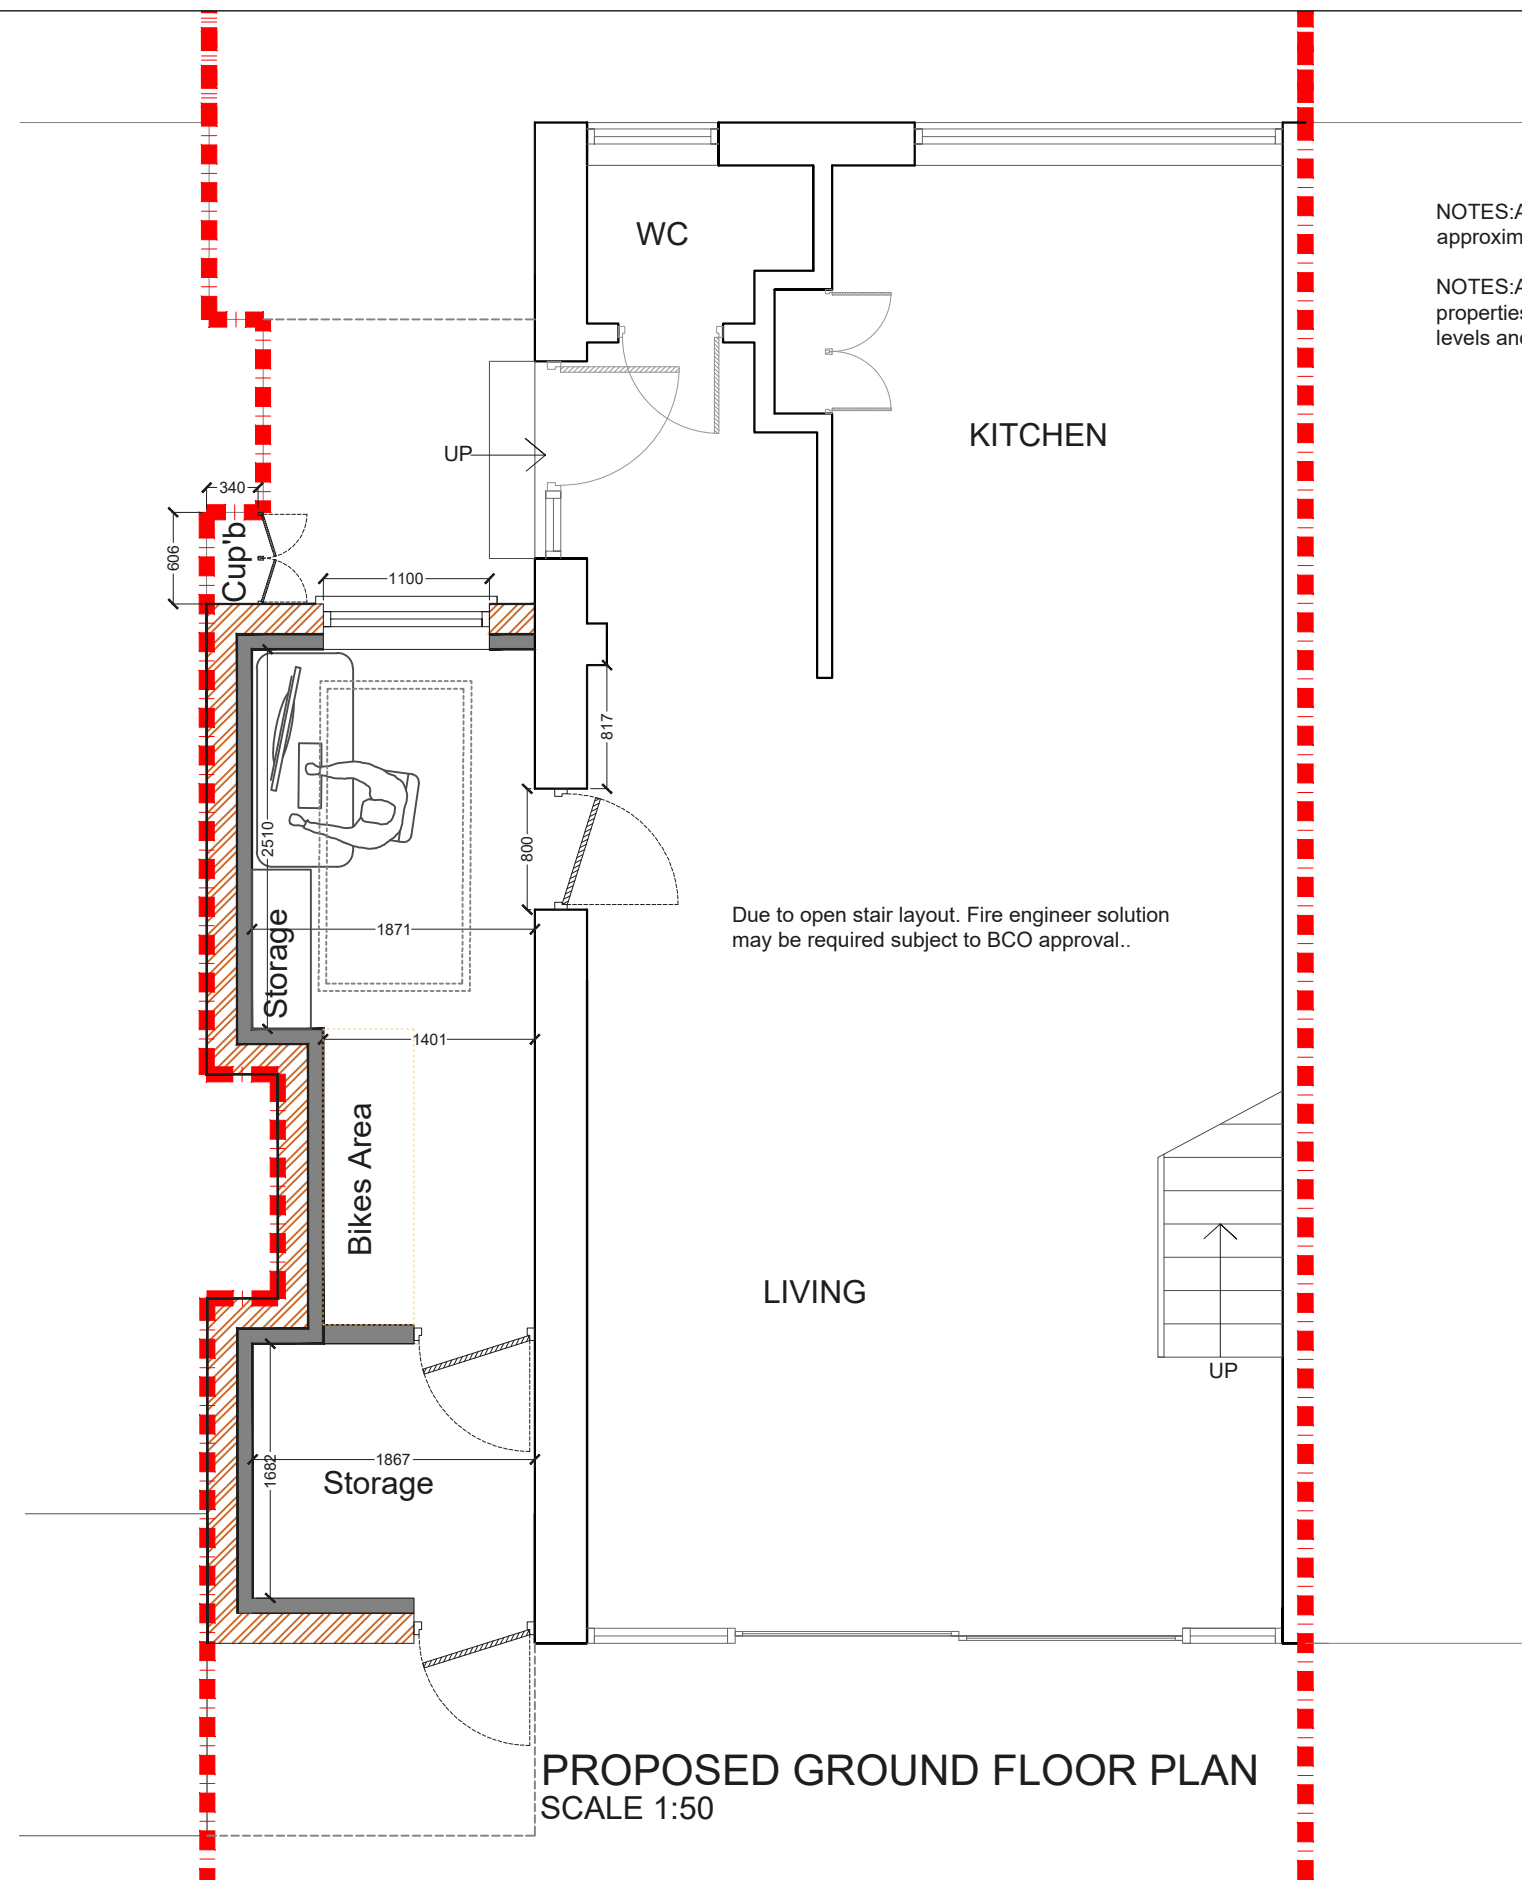 NOTES:A
approxim
WC
NOTES:A
properties
levels and
KITCHEN
UP
340
606
Cup'b
1100
817
2510
800
Storage
1871
Due to open stair layout. Fire engineer solution
may be required subject to BCO approval..
1401
Bikes Area
LIVING
UP
1867
1682
Storage
PROPOSED GROUND FLOOR PLAN
SCALE 1:50